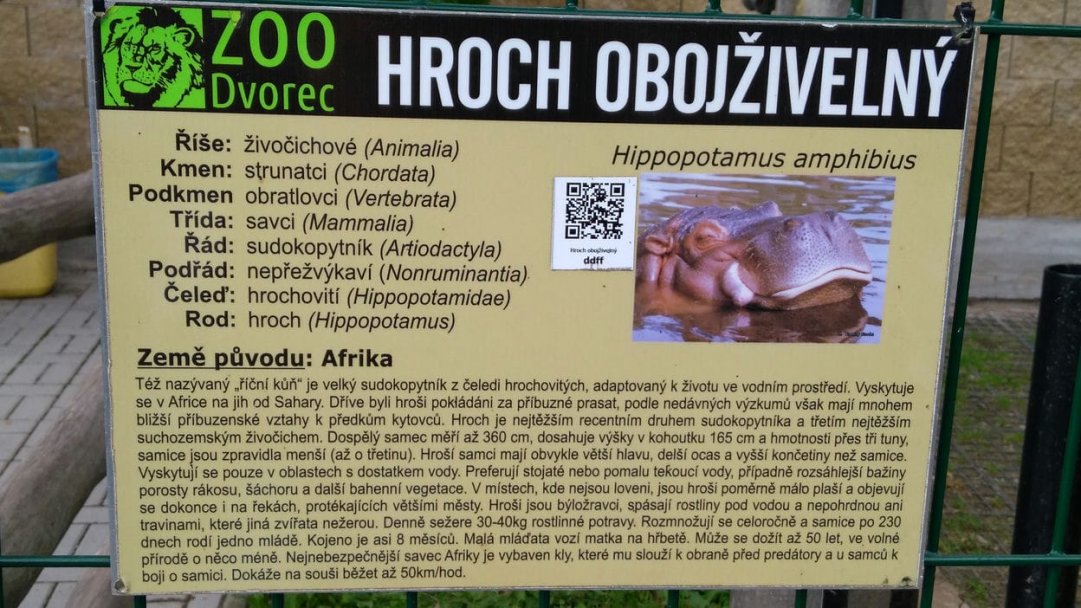 ZOO
Dvorec
HROCH OBOJŽIVELNÝ
Říše: živočichové (Animalia)
Kmen: strunatci (Chordata)
Podkmen obratlovci (Vertebrata)
Třída: savci (Mammalia)
Řád: sudokopytník (Artiodactyla)
Podřád: nepřežvýkaví (Nonruminantia)
Čeleď: hrochovití (Hippopotamidae)
Rod: hroch (Hippopotamus)
Hippopotamus amphibius
Hroch obojživelný
ddff
Země původu: Afrika
Též nazývaný „říční kůň“ je velký sudokopytník z čeledi hrochovitých, adaptovaný k životu ve vodním prostředí. Vyskytuje
se v Africe na jih od Sahary. Dříve byli hroši pokládáni za příbuzné prasat, podle nedávných výzkumů však mají mnohem
bližší příbuzenské vztahy k předkům kytovců. Hroch je nejtěžším recentním druhem sudokopytníka a třetím nejtěžším
suchozemským živočichem. Dospělý samec měří až 360 cm, dosahuje výšky v kohoutku 165 cm a hmotnosti přes tři tuny,
samice jsou zpravidla menší (až o třetinu). Hroší samci mají obvykle větší hlavu, delší ocas a vyšší končetiny než samice.
Vyskytují se pouze v oblastech s dostatkem vody. Preferují stojaté nebo pomalu tekoucí vody, případně rozsáhlejší bažiny
porosty rákosu, šáchoru a další bahenní vegetace. V místech, kde nejsou loveni, jsou hroši poměrně málo plaší a objevují
se dokonce i na řekách, protékajících většími městy. Hroši jsou býložravci, spásají rostliny pod vodou a nepohrdnou ani
travinami, které jiná zvířata nežerou. Denně sežere 30-40kg rostlinné potravy. Rozmnožují se celoročně a samice po 230
dnech rodí jedno mládě. Kojeno je asi 8 měsíců. Malá mláďata vozí matka na hřbetě. Může se dožít až 50 let, ve volné
přírodě o něco méně. Nejnebezpečnější savec Afriky je vybaven kly, které mu slouží k obraně před predátory a u samců k
boji o samici. Dokáže na souši běžet až 50km/hod.